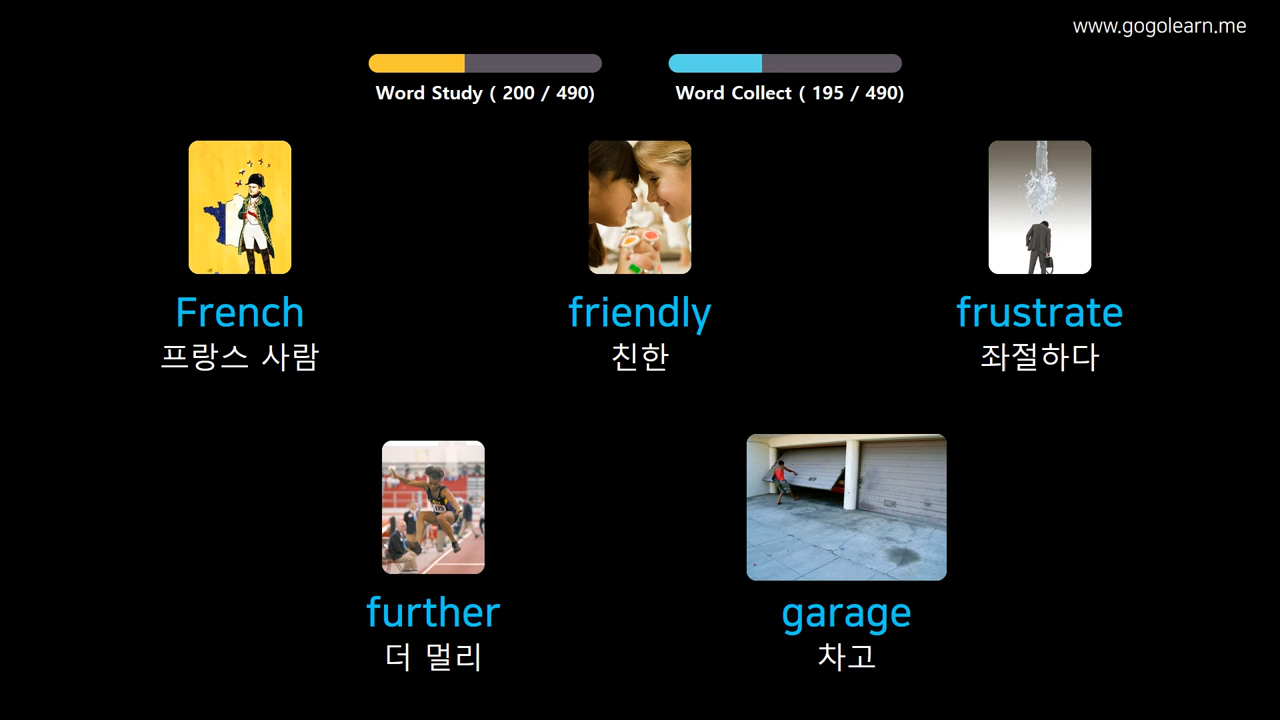 www.gogolearn.me
Word Study ( 200 / 490)
Word Collect ( 195 / 490)
French
프랑스 사람
friendly
친한
frustrate
좌절하다
further
더 멀리
garage
차고